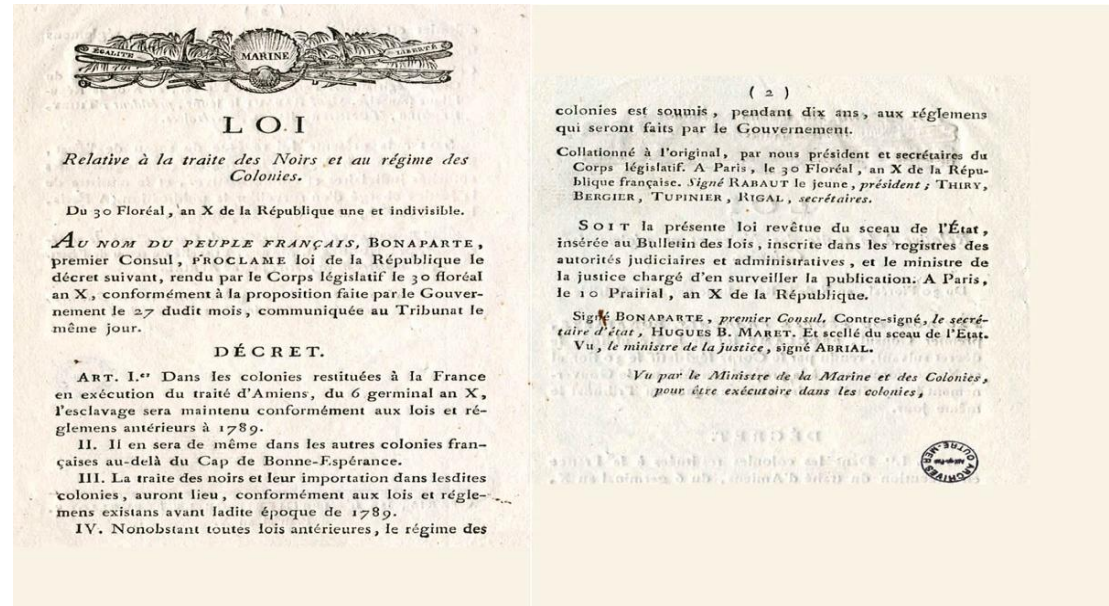 ÉGALITÉ
MARINE
LIBERTÉ
LOI
Relative à la traite des Noirs et au régime des
Colonies.
Du 30 Floréal, an X de la République une et indivisible.
AU NOM DU PEUPLE FRANÇAIS, BONAPARTE,
premier Consul, PROCLAME loi de la République le
décret suivant, rendu par le Corps législatif le 30 floréal
an X, conformément à la proposition faite par le Gouver-
nement le 27 dudit mois, communiquée au Tribunat le
même jour.
DÉCRET.
ART. I.er Dans les colonies restituées à la France
en exécution du traité d'Amiens, du 6 germinal an X,
l'esclavage sera maintenu conformément aux lois et ré-
glemens antérieurs à 1789.
II. Il en sera de même dans les autres colonies fran-
çaises au-delà du Cap de Bonne-Espérance.
III. La traite des noirs et leur importation dans lesdites
colonies, auront lieu, conformément aux lois et régle-
mens existans avant ladite époque de 1789.
IV. Nonobstant toutes lois antérieures, le régime des
( 2 )
colonies est soumis, pendant dix ans, aux réglemens
qui seront faits par le Gouvernement.
Collationné à l'original, par nous président et secrétaires du
Corps législatif. A Paris, le 30 Floréal, an X de la Répu-
blique française. Signé RABAUT le jeune, président; THIRY,
BERGIER, TUPINIER, RIGAL, secrétaires.
SOIT la présente loi revêtue du sceau de l'État,
insérée au Bulletin des lois, inscrite dans les registres des
autorités judiciaires et administratives, et le ministre de
la justice chargé d'en surveiller la publication. A Paris,
le 10 Prairial, an X de la République.
Signé BONAPARTE, premier Consul. Contre-signé, le secré-
taire d'état, HUGUES B. MARET. Et scellé du sceau de l'État.
Vu, le ministre de la justice, signé ABRIAL.
Vu par le Ministre de la Marine et des Colonies,
pour être exécutoire dans les colonies,
ARCHIVES
OUTRE-MER